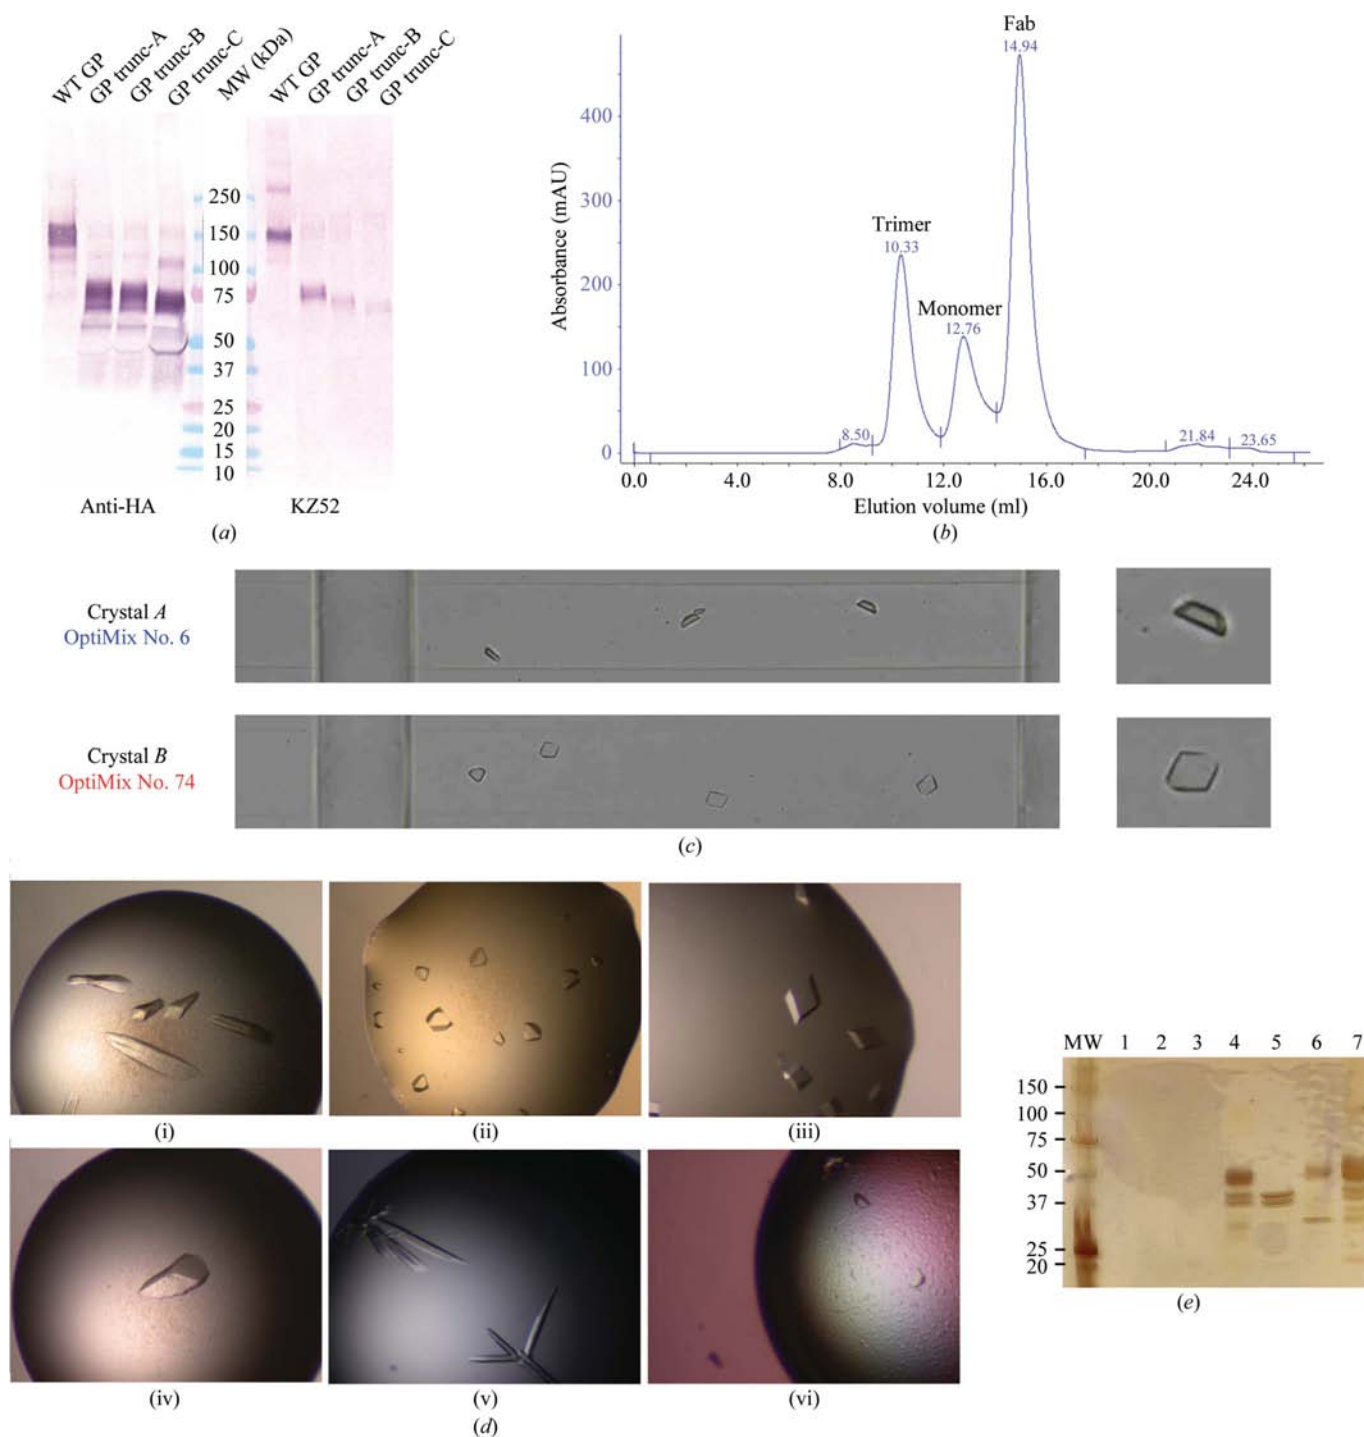 WT GP
GP trunc-A
GP trunc-B
GP trunc-C
MW (kDa)
WT GP
GP trunc-A
GP trunc-B
GP trunc-C
250
150
100
75
50
37
25
20
15
10
Anti-HA
KZ52
(a)
Fab
14.94
400
300
200
100
0
Absorbance (mAU)
Trimer
10.33
Monomer
12.76
8.50
21.84
23.65
0.0 4.0 8.0 12.0 16.0 20.0 24.0
Elution volume (ml)
(b)
Crystal A
OptiMix No. 6
Crystal B
OptiMix No. 74
(c)
(i)
(ii)
(iii)
(iv)
(v)
(vi)
(d)
MW 1 2 3 4 5 6 7
150
100
75
50
37
25
20
(e)